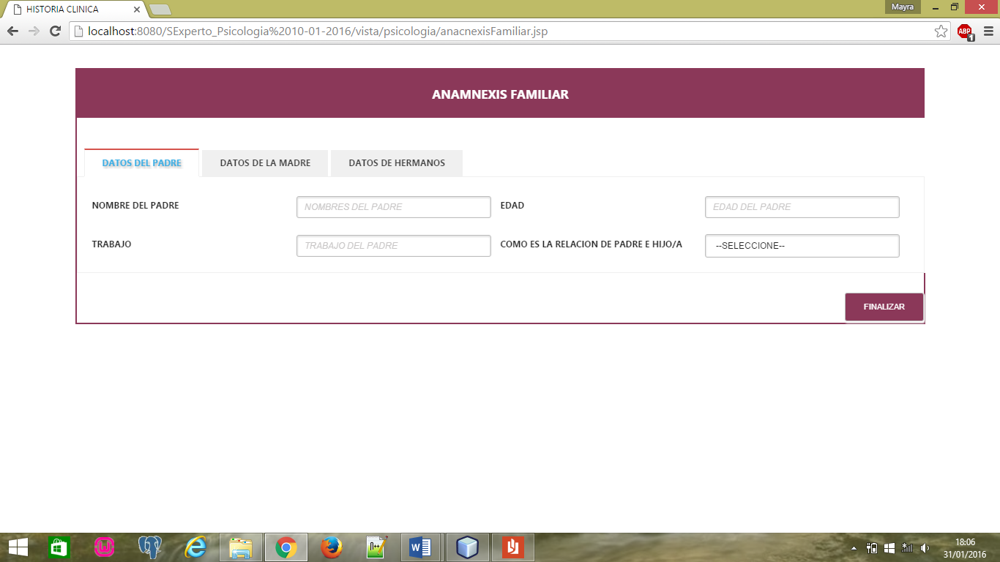 HISTORIA CLINICA
Mayra
localhost:8080/SExperto_Psicologia%2010-01-2016/vista/psicologia/anacnexisFamiliar.jsp
ABP
1
ANAMNEXIS FAMILIAR
DATOS DEL PADRE DATOS DE LA MADRE DATOS DE HERMANOS
NOMBRE DEL PADRE NOMBRES DEL PADRE EDAD EDAD DEL PADRE
TRABAJO TRABAJO DEL PADRE COMO ES LA RELACION DE PADRE E HIJO/A --SELECCIONE--
FINALIZAR
18:06
31/01/2016